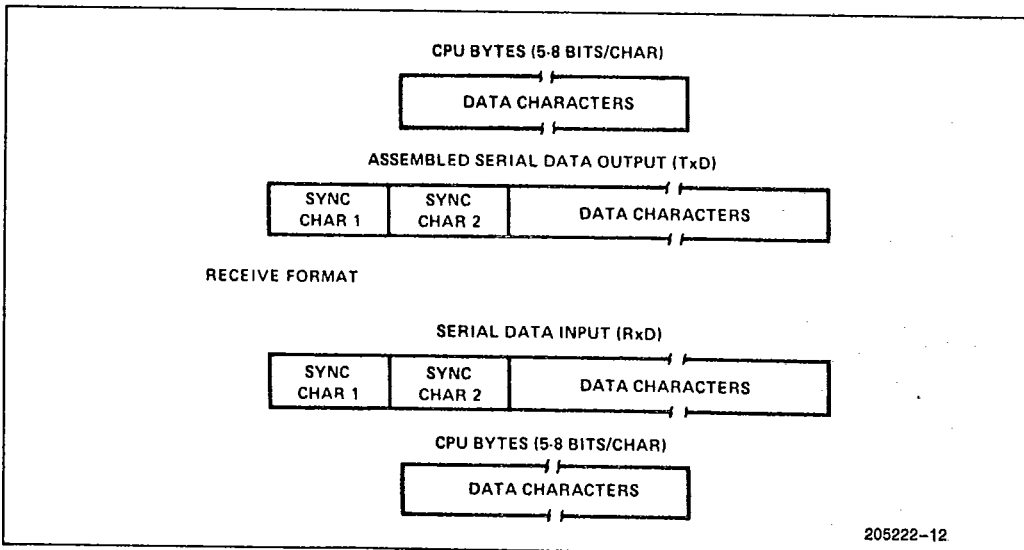 CPU BYTES (5-8 BITS/CHAR)
DATA CHARACTERS
ASSEMBLED SERIAL DATA OUTPUT (TxD)
SYNC CHAR 1
SYNC CHAR 2
DATA CHARACTERS
RECEIVE FORMAT
SERIAL DATA INPUT (RxD)
SYNC CHAR 1
SYNC CHAR 2
DATA CHARACTERS
CPU BYTES (5-8 BITS/CHAR)
DATA CHARACTERS
205222-12